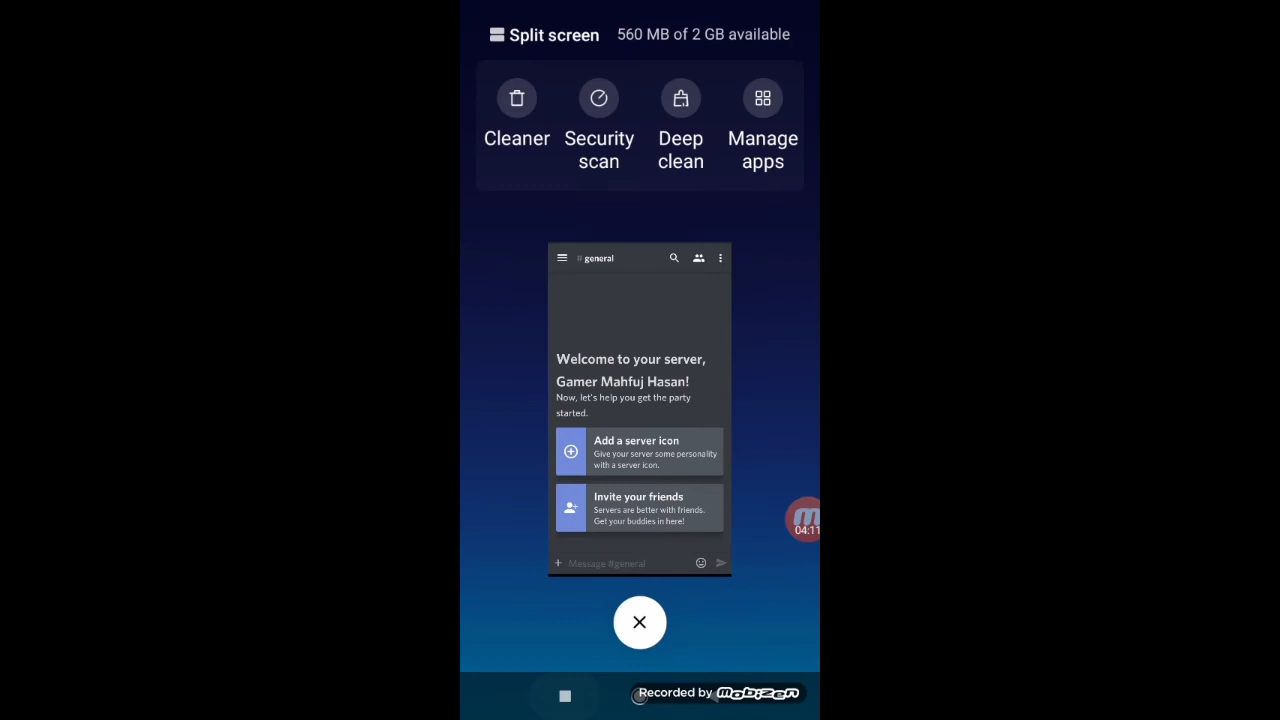 Split screen 560 MB of 2 GB available
Cleaner Security scan Deep clean Manage apps
# general
Welcome to your server,
Gamer Mahfuj Hasan!
Now, let's help you get the party
started.
Add a server icon
Give your server some personality
with a server icon.
Invite your friends
Servers are better with friends.
Get your buddies in here!
Message #general
04:11
Recorded by mobizen